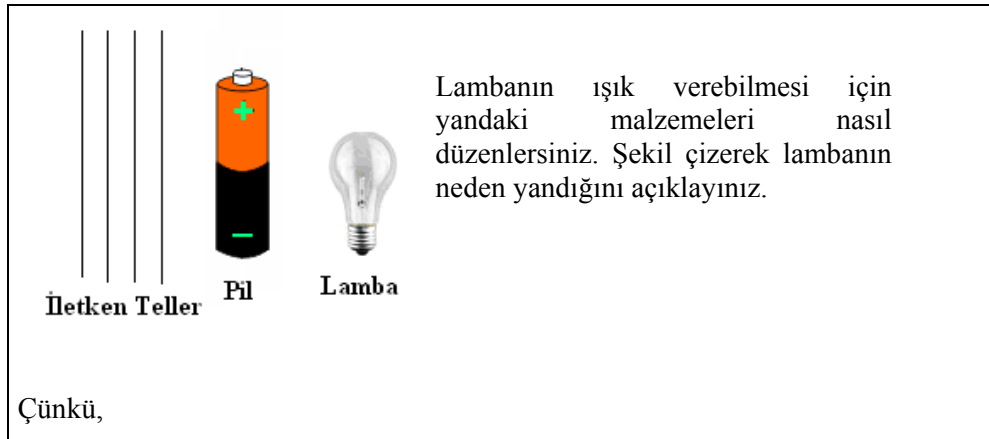 Lambanın ışık verebilmesi için
yandaki malzemeleri nasıl
düzenlersiniz. Şekil çizerek lambanın
neden yandığını açıklayınız.
+
−
İletken Teller
Pil
Lamba
Çünkü,